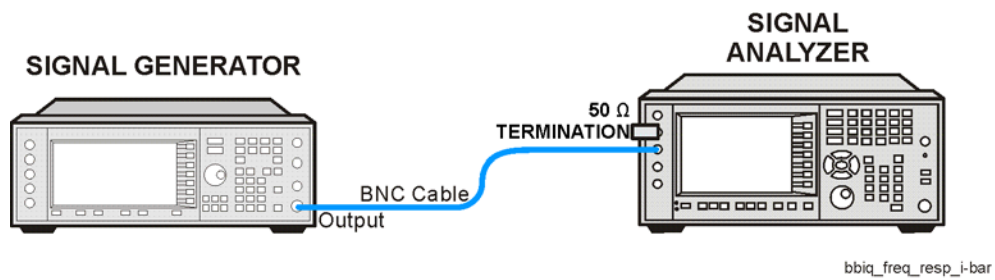 SIGNAL GENERATOR
SIGNAL
ANALYZER
50 Ω
TERMINATION
BNC Cable
Output
bbiq_freq_resp_i-bar